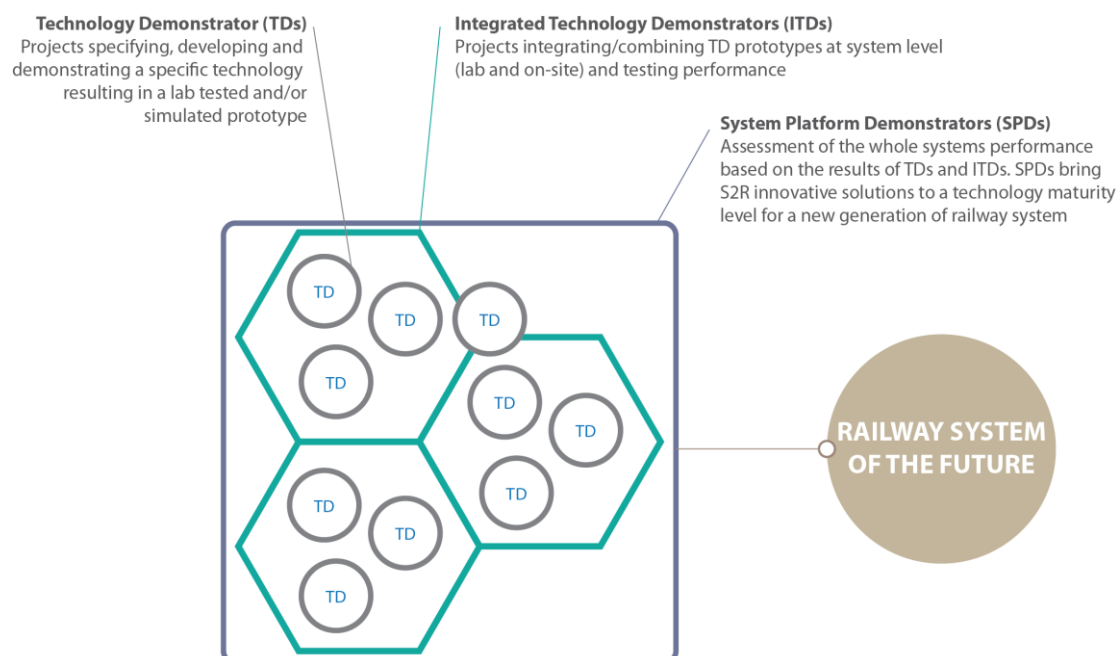 Technology Demonstrator (TDs)
Projects specifying, developing and
demonstrating a specific technology
resulting in a lab tested and/or
simulated prototype
Integrated Technology Demonstrators (ITDs)
Projects integrating/combining TD prototypes at system level
(lab and on-site) and testing performance
System Platform Demonstrators (SPDs)
Assessment of the whole systems performance
based on the results of TDs and ITDs. SPDs bring
S2R innovative solutions to a technology maturity
level for a new generation of railway system
TD
TD
TD
TD
TD
TD
TD
TD
TD
TD
RAILWAY SYSTEM
OF THE FUTURE